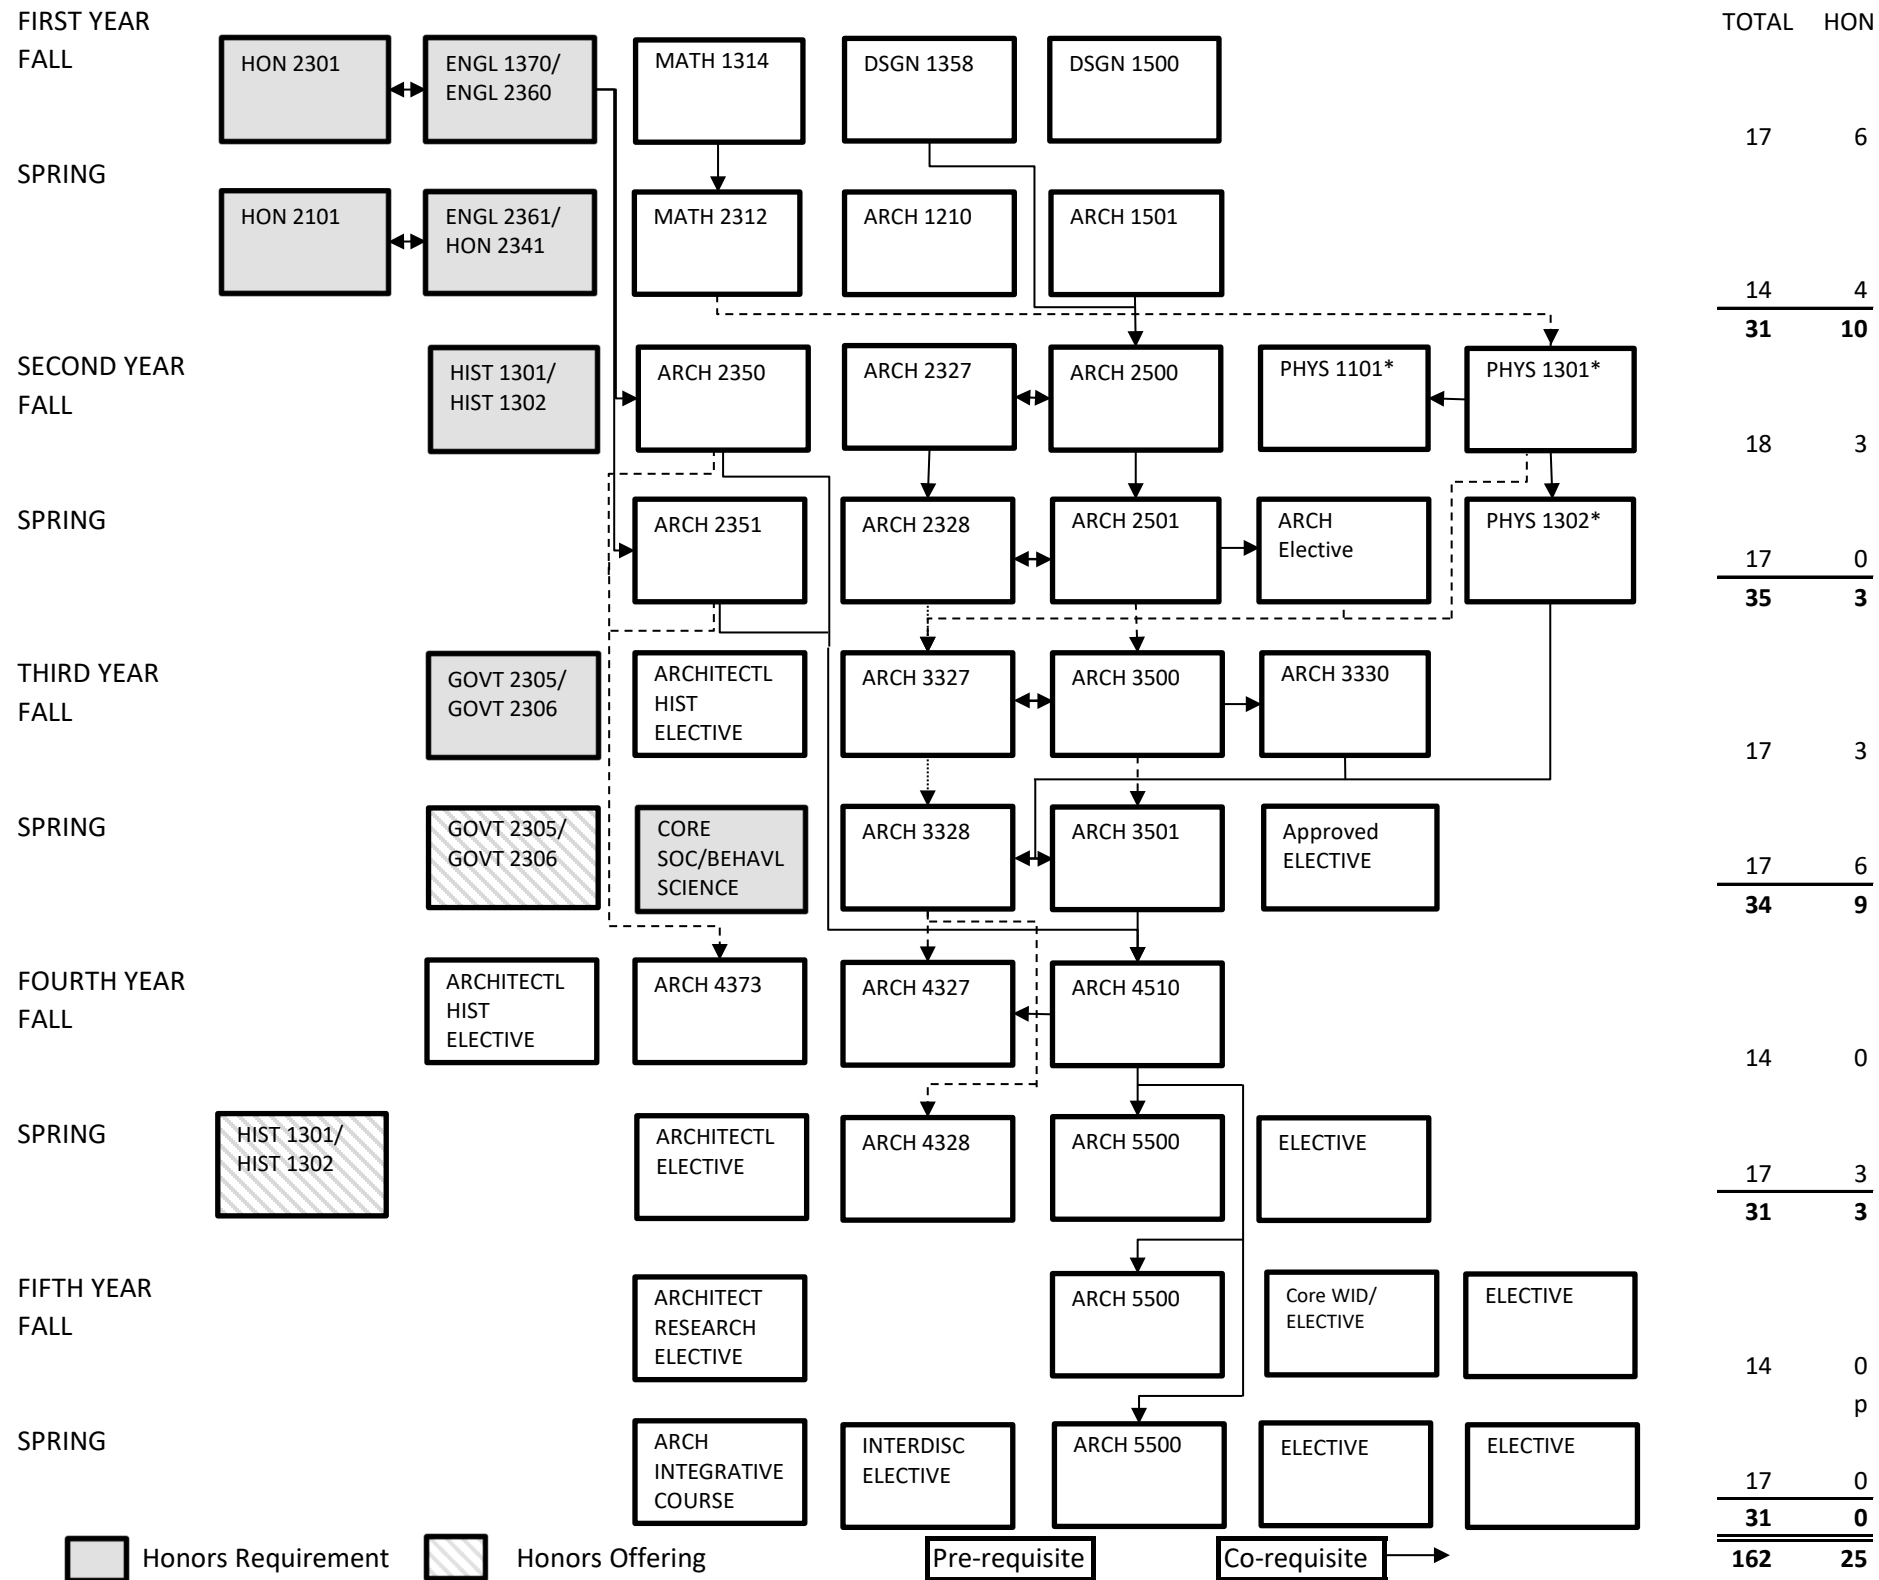 FIRST YEAR
TOTAL HON
FALL
HON 2301
ENGL 1370/
ENGL 2360
MATH 1314
DSGN 1358
DSGN 1500
17 6
SPRING
HON 2101
ENGL 2361/
HON 2341
MATH 2312
ARCH 1210
ARCH 1501
14 4
31 10
SECOND YEAR
FALL
HIST 1301/
HIST 1302
ARCH 2350
ARCH 2327
ARCH 2500
PHYS 1101*
PHYS 1301*
18 3
SPRING
ARCH 2351
ARCH 2328
ARCH 2501
ARCH
Elective
PHYS 1302*
17 0
35 3
THIRD YEAR
FALL
GOVT 2305/
GOVT 2306
ARCHITECTL
HIST
ELECTIVE
ARCH 3327
ARCH 3500
ARCH 3330
17 3
SPRING
GOVT 2305/
GOVT 2306
CORE
SOC/BEHAVL
SCIENCE
ARCH 3328
ARCH 3501
Approved
ELECTIVE
17 6
34 9
FOURTH YEAR
FALL
ARCHITECTL
HIST
ELECTIVE
ARCH 4373
ARCH 4327
ARCH 4510
14 0
SPRING
HIST 1301/
HIST 1302
ARCHITECTL
ELECTIVE
ARCH 4328
ARCH 5500
ELECTIVE
17 3
31 3
FIFTH YEAR
FALL
ARCHITECT
RESEARCH
ELECTIVE
ARCH 5500
Core WID/
ELECTIVE
ELECTIVE
14 0
p
SPRING
ARCH
INTEGRATIVE
COURSE
INTERDISC
ELECTIVE
ARCH 5500
ELECTIVE
ELECTIVE
17 0
31 0
Honors Requirement
Honors Offering
Pre-requisite
Co-requisite
162 25